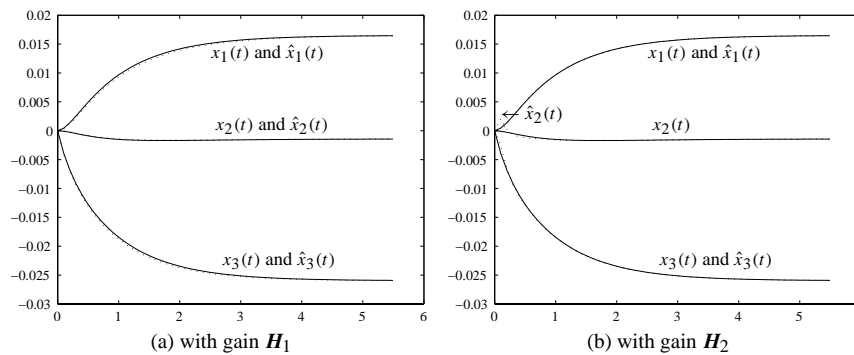 0.02
0.015
0.01
0.005
0
−0.005
−0.01
−0.015
−0.02
−0.025
−0.03
0 1 2 3 4 5 6
x₁(t) and x̂₁(t)
x₂(t) and x̂₂(t)
x₃(t) and x̂₃(t)
(a) with gain H₁
0.02
0.015
0.01
0.005
0
−0.005
−0.01
−0.015
−0.02
−0.025
−0.03
0 1 2 3 4 5
x₁(t) and x̂₁(t)
← x̂₂(t)
x₂(t)
x₃(t) and x̂₃(t)
(b) with gain H₂